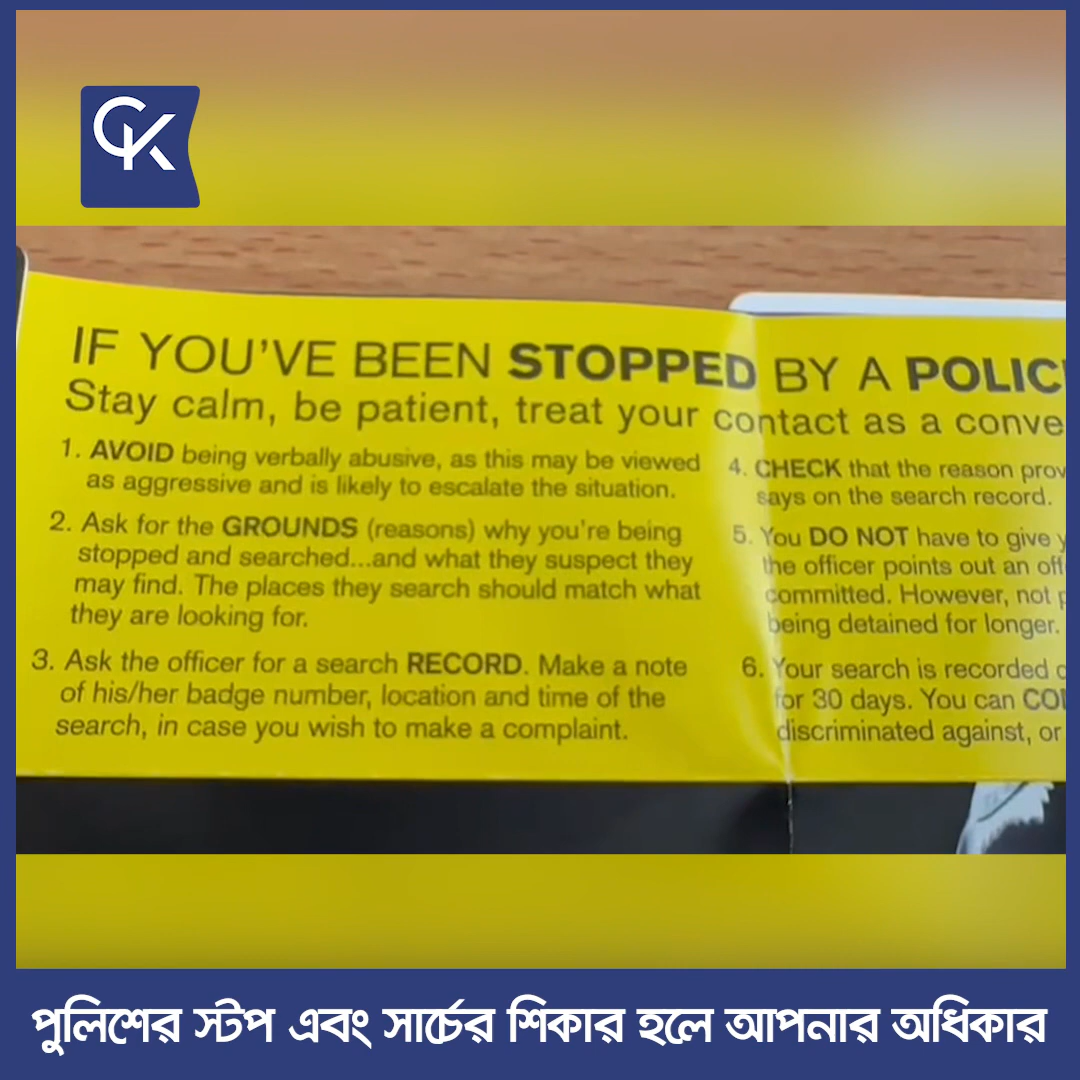 CK
IF YOU'VE BEEN STOPPED BY A POLIC
Stay calm, be patient, treat your contact as a conve
1. AVOID being verbally abusive, as this may be viewed
as aggressive and is likely to escalate the situation.
2. Ask for the GROUNDS (reasons) why you're being
stopped and searched...and what they suspect they
may find. The places they search should match what
they are looking for.
3. Ask the officer for a search RECORD. Make a note
of his/her badge number, location and time of the
search, in case you wish to make a complaint.
4. CHECK that the reason prov
says on the search record.
5. You DO NOT have to give y
the officer points out an off
committed. However, not p
being detained for longer.
6. Your search is recorded o
for 30 days. You can CO
discriminated against, or
পুলিশের স্টপ এবং সার্চের শিকার হলে আপনার অধিকার